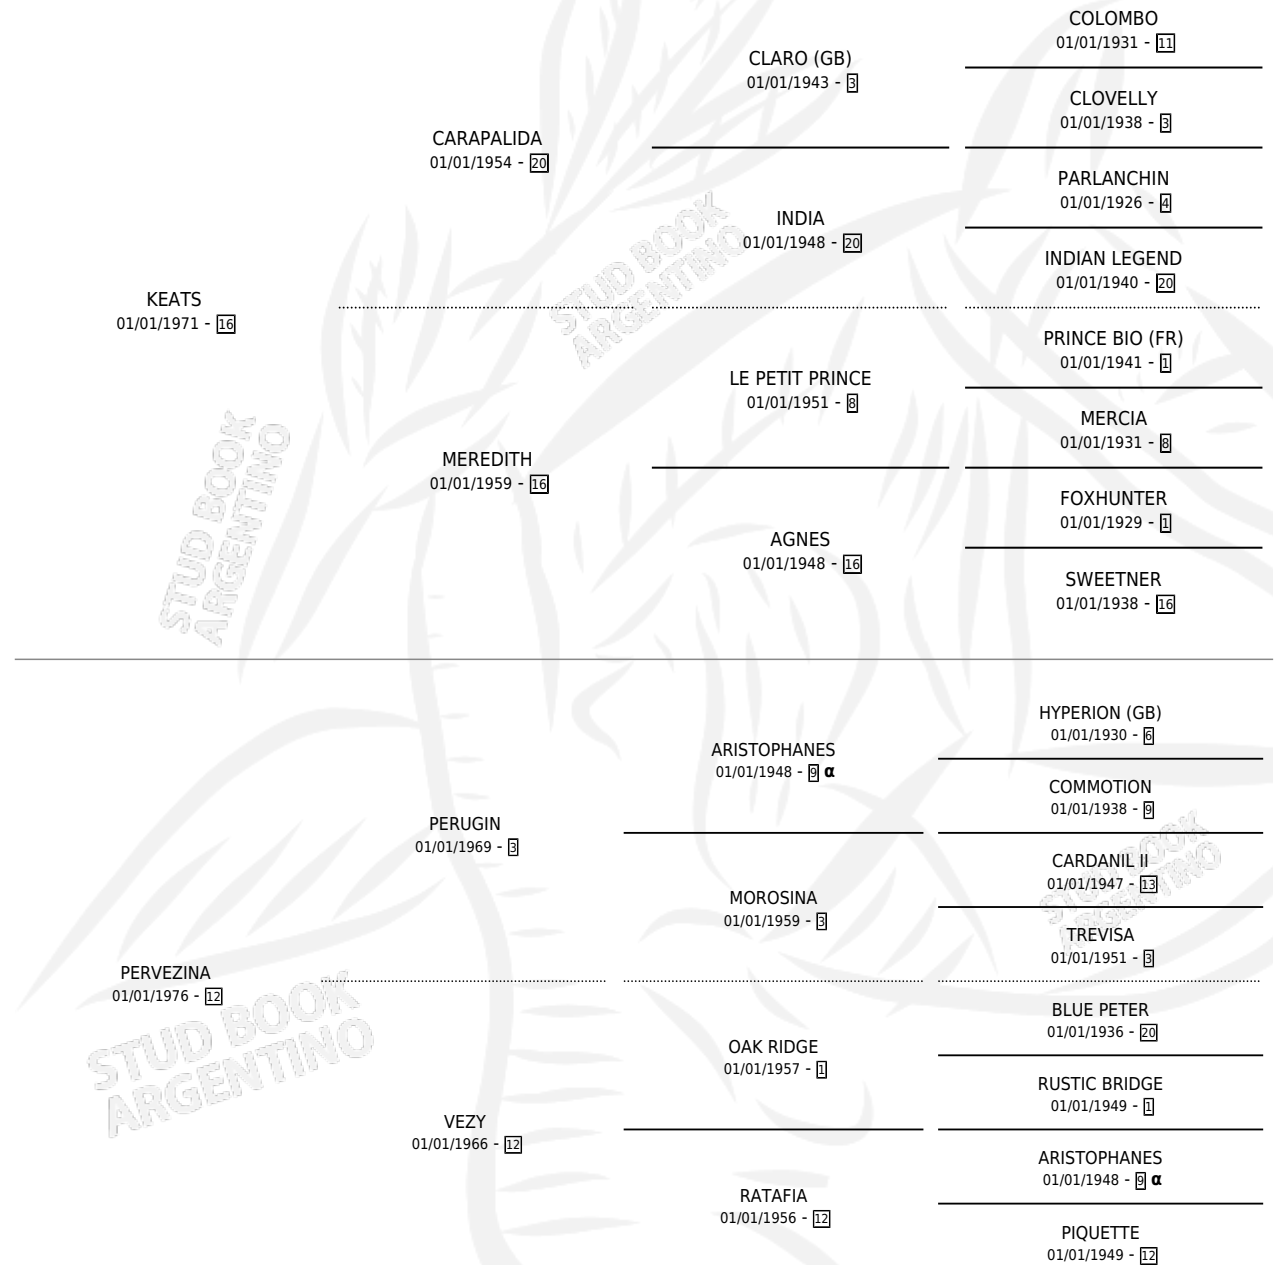 COLOMBO
01/01/1931 - 11
CLARO (GB)
01/01/1943 - 3
CLOVELLY
01/01/1938 - 3
CARAPALIDA
01/01/1954 - 20
PARLANCHIN
01/01/1926 - 4
INDIA
01/01/1948 - 20
INDIAN LEGEND
01/01/1940 - 20
KEATS
01/01/1971 - 16
PRINCE BIO (FR)
01/01/1941 - 1
LE PETIT PRINCE
01/01/1951 - 8
MERCIA
01/01/1931 - 8
MEREDITH
01/01/1959 - 16
FOXHUNTER
01/01/1929 - 1
AGNES
01/01/1948 - 16
SWEETNER
01/01/1938 - 16
HYPERION (GB)
01/01/1930 - 6
ARISTOPHANES
01/01/1948 - 9 α
COMMOTION
01/01/1938 - 9
PERUGIN
01/01/1969 - 3
CARDANIL II
01/01/1947 - 13
MOROSINA
01/01/1959 - 3
TREVISA
01/01/1951 - 3
PERVEZINA
01/01/1976 - 12
BLUE PETER
01/01/1936 - 20
OAK RIDGE
01/01/1957 - 1
RUSTIC BRIDGE
01/01/1949 - 1
VEZY
01/01/1966 - 12
ARISTOPHANES
01/01/1948 - 9 α
RATAFIA
01/01/1956 - 12
PIQUETTE
01/01/1949 - 12
STUD BOOK
ARGENTINO
STUD BOOK
ARGENTINO
STUD BOOK
ARGENTINO
STUD BOOK
ARGENTINO